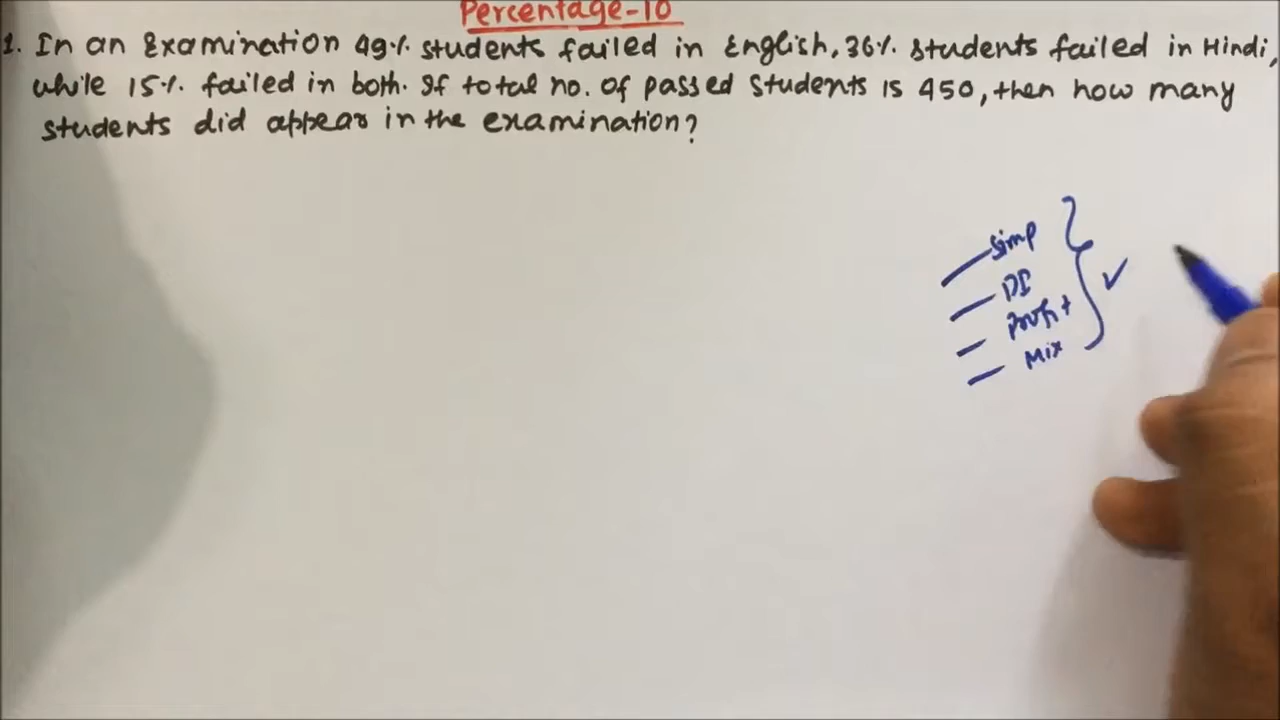 Percentage-10
1. In an Examination 49% students failed in English, 36% students failed in Hindi,
while 15% failed in both. If total no. of passed students is 450, then how many
students did appear in the examination?
Simp
DI
Profit
Mix